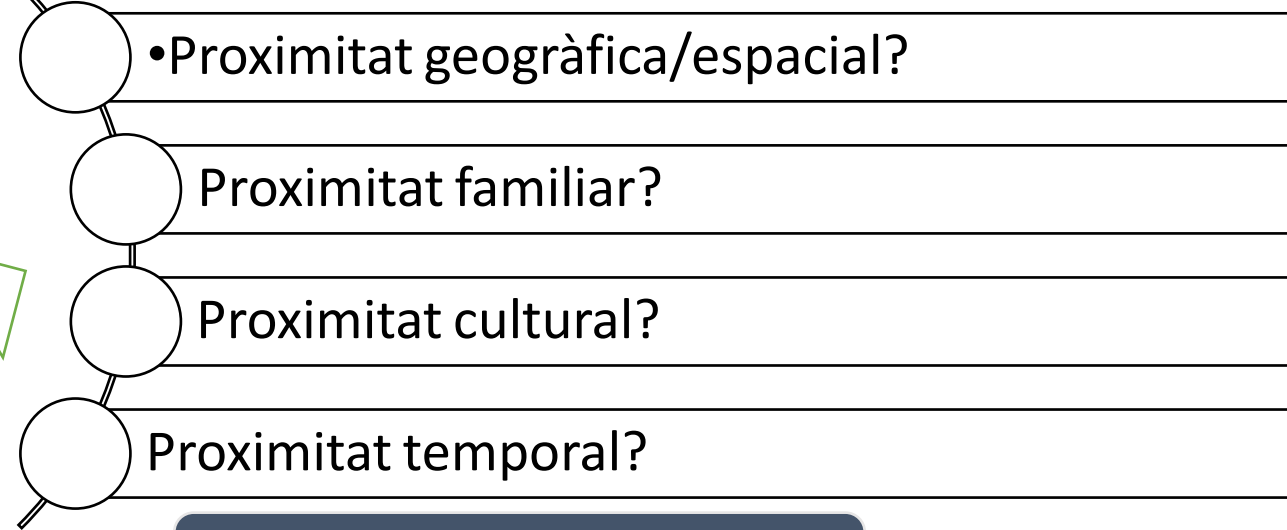 •Proximitat geogràfica/espacial?
Proximitat familiar?
Proximitat cultural?
Proximitat temporal?